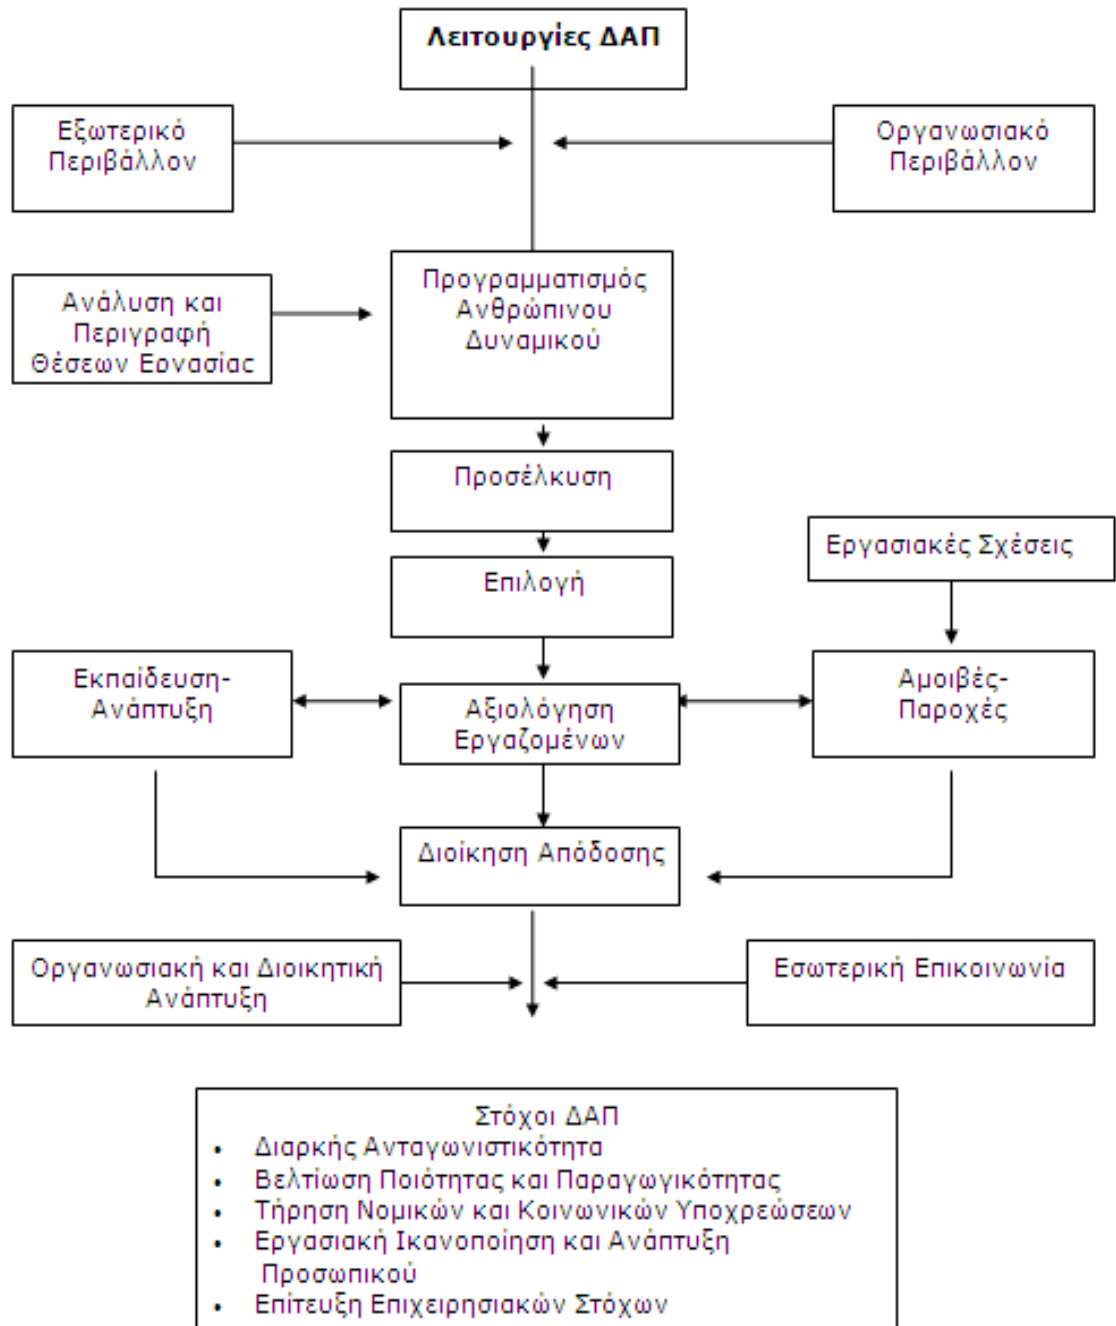 Λειτουργίες ΔΑΠ
Εξωτερικό
Περιβάλλον
Οργανωσιακό
Περιβάλλον
Προγραμματισμός
Ανθρώπινου
Δυναμικού
Ανάλυση και
Περιγραφή
Θέσεων Εργασίας
Προσέλκυση
Εργασιακές Σχέσεις
Επιλογή
Εκπαίδευση-
Ανάπτυξη
Αξιολόγηση
Εργαζομένων
Αμοιβές-
Παροχές
Διοίκηση Απόδοσης
Οργανωσιακή και Διοικητική
Ανάπτυξη
Εσωτερική Επικοινωνία
Στόχοι ΔΑΠ
• Διαρκής Ανταγωνιστικότητα
• Βελτίωση Ποιότητας και Παραγωγικότητας
• Τήρηση Νομικών και Κοινωνικών Υποχρεώσεων
• Εργασιακή Ικανοποίηση και Ανάπτυξη
Προσωπικού
• Επίτευξη Επιχειρησιακών Στόχων